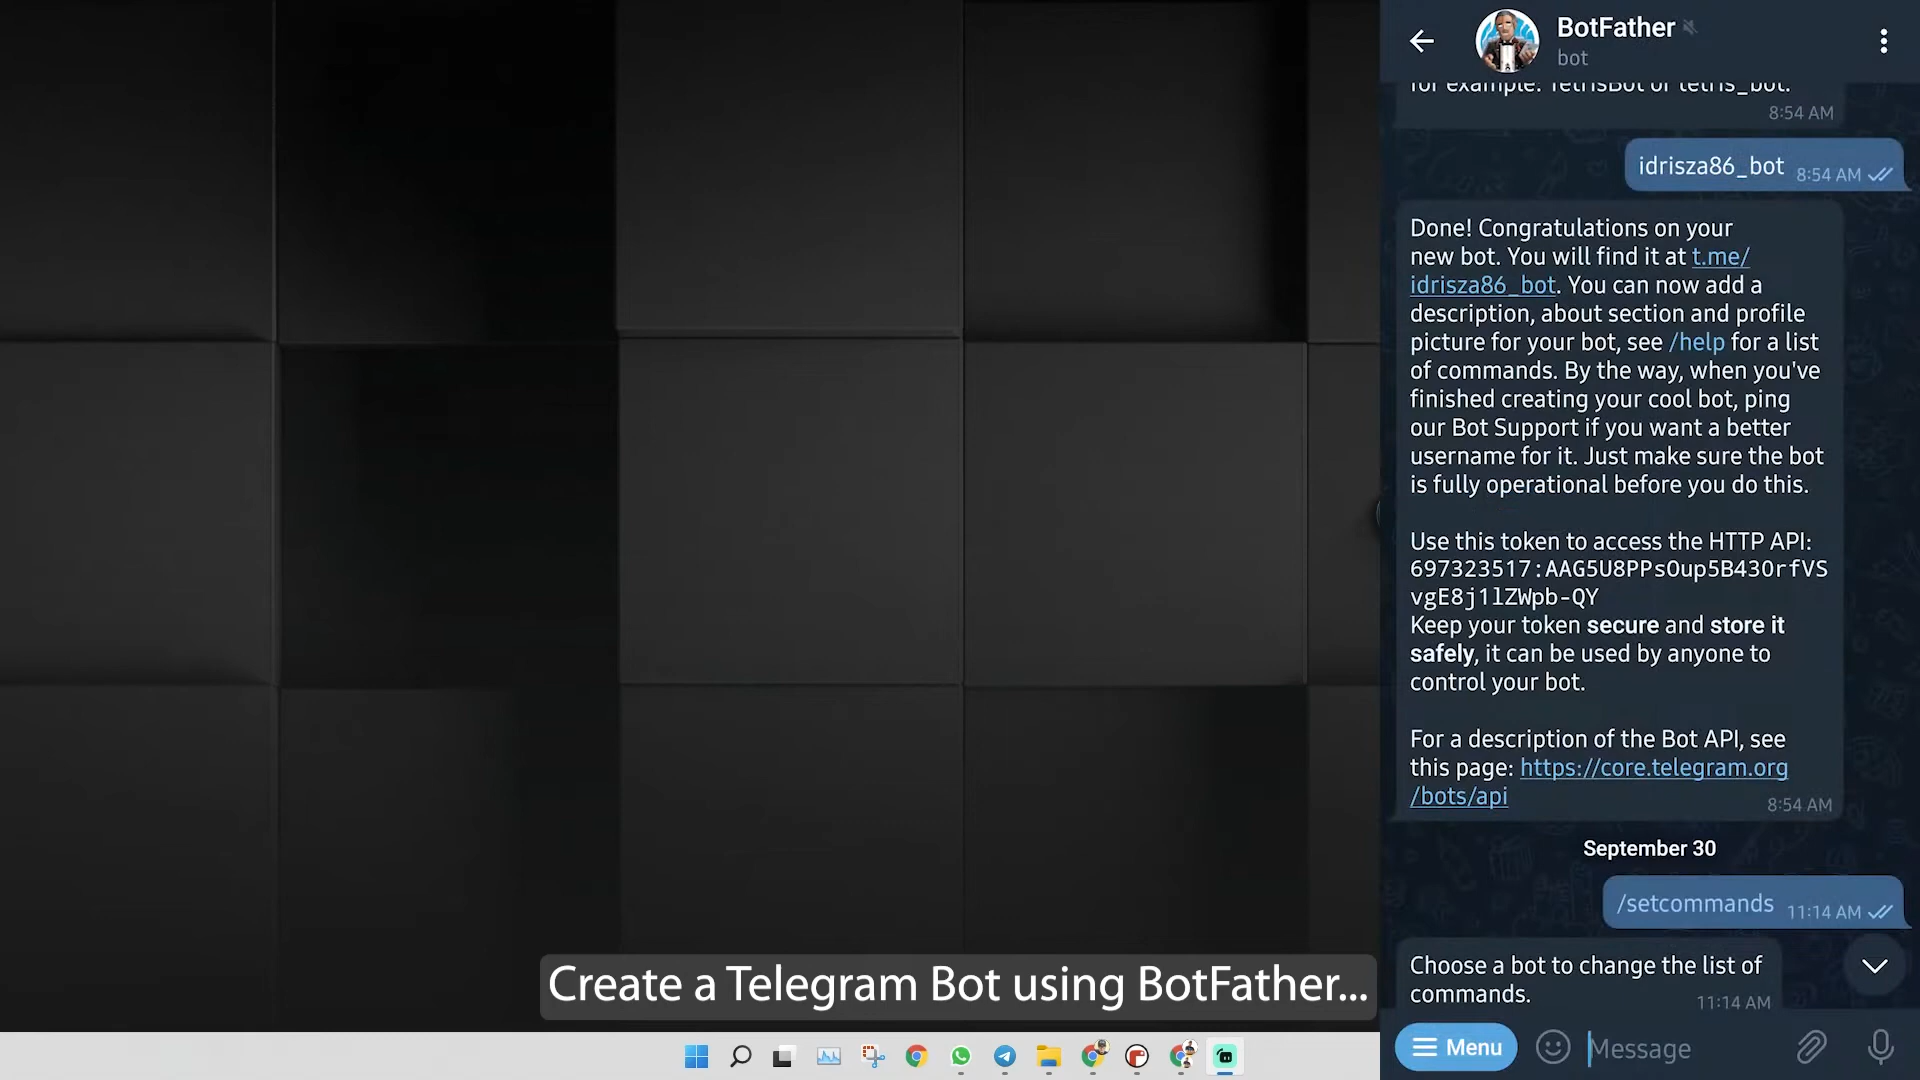 BotFather
bot
for example: TetrisBot or tetris_bot.
8:54 AM
idrisza86_bot 8:54 AM
Done! Congratulations on your
new bot. You will find it at t.me/
idrisza86_bot. You can now add a
description, about section and profile
picture for your bot, see /help for a list
of commands. By the way, when you've
finished creating your cool bot, ping
our Bot Support if you want a better
username for it. Just make sure the bot
is fully operational before you do this.
Use this token to access the HTTP API:
697323517:AAG5U8PPsOup5B43OrfVS
vgE8j1lZWpb-QY
Keep your token secure and store it
safely, it can be used by anyone to
control your bot.
For a description of the Bot API, see
this page: https://core.telegram.org
/bots/api
8:54 AM
September 30
/setcommands 11:14 AM
Choose a bot to change the list of
commands.
11:14 AM
Menu
Message
Create a Telegram Bot using BotFather...